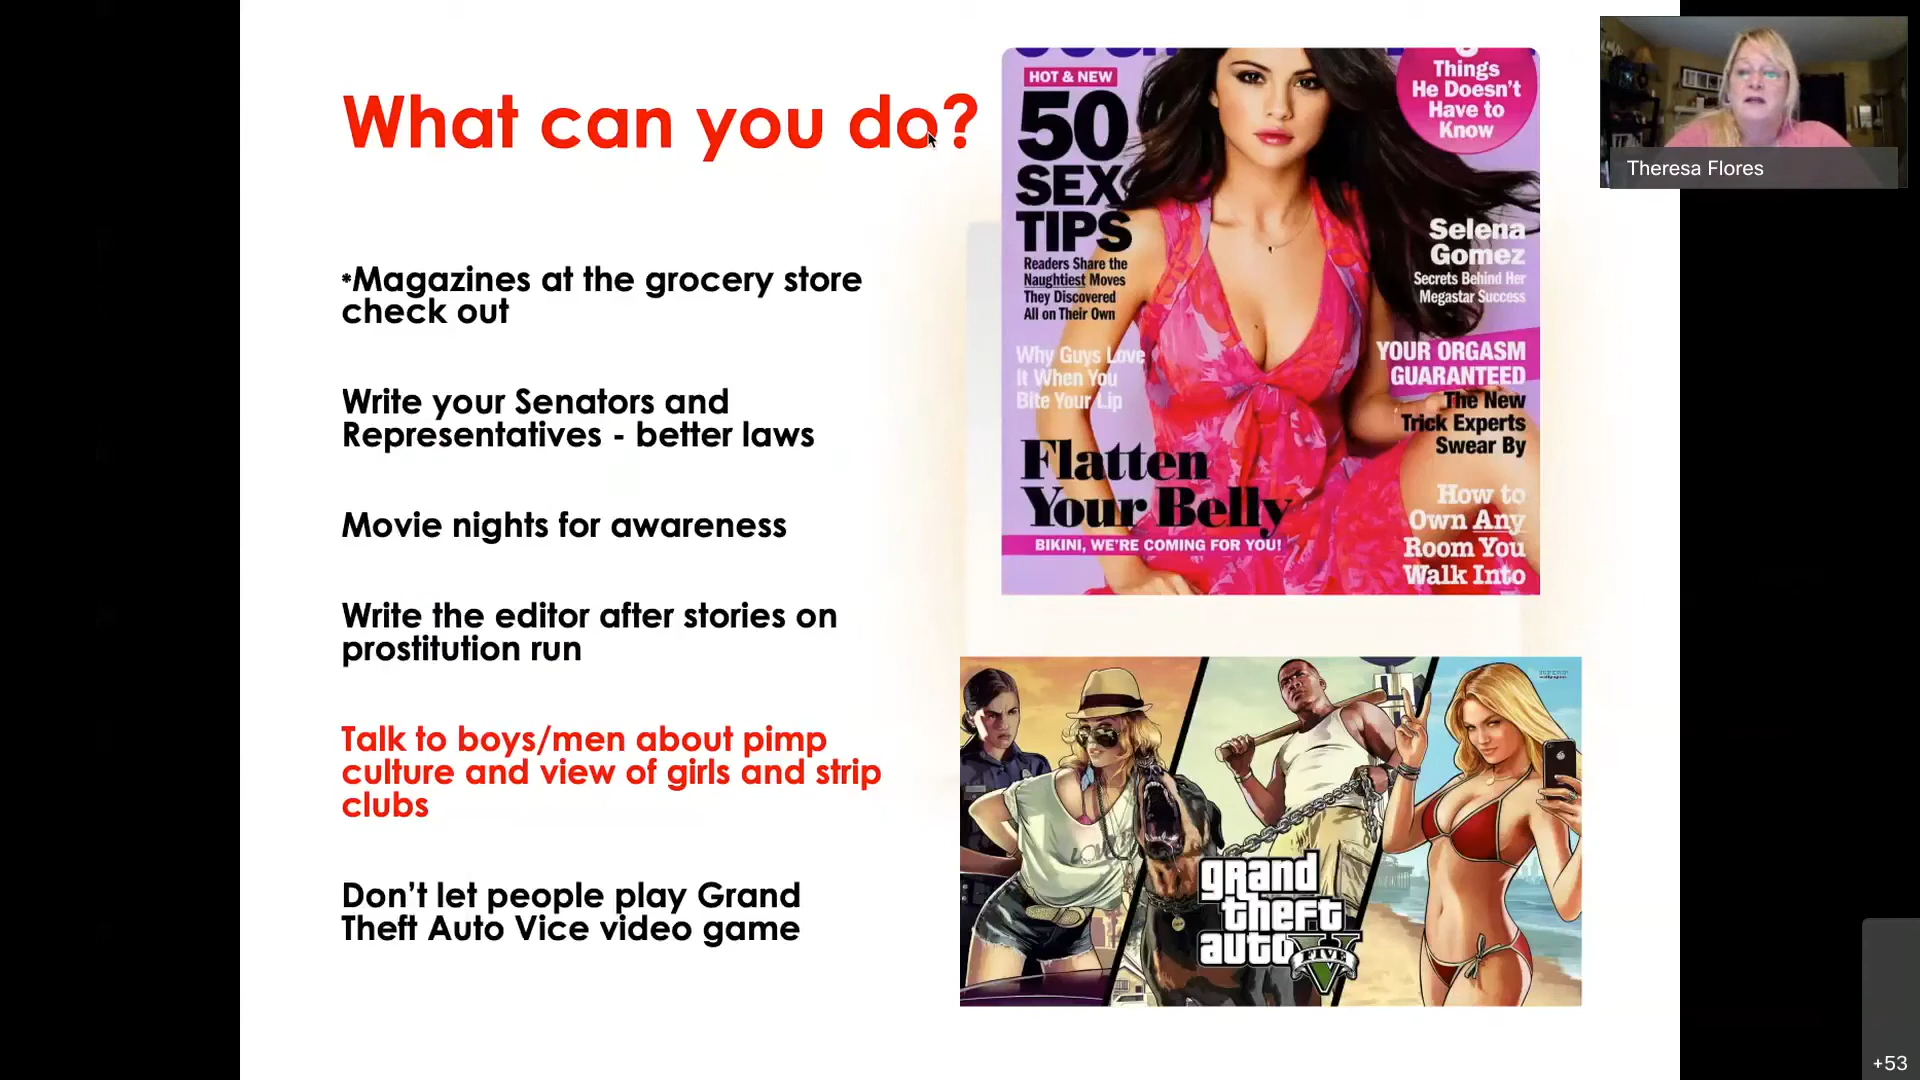 What can you do?
*Magazines at the grocery store
check out
Write your Senators and
Representatives - better laws
Movie nights for awareness
Write the editor after stories on
prostitution run
Talk to boys/men about pimp
culture and view of girls and strip
clubs
Don't let people play Grand
Theft Auto Vice video game
HOT & NEW
50
SEX
TIPS
Readers Share the
Naughtiest Moves
They Discovered
All on Their Own
Why Guys Love
It When You
Bite Your Lip
Flatten
Your Belly
BIKINI, WE'RE COMING FOR YOU!
Things
He Doesn't
Have to
Know
Selena
Gomez
Secrets Behind Her
Megastar Success
YOUR ORGASM
GUARANTEED
The New
Trick Experts
Swear By
How to
Own Any
Room You
Walk Into
grand
theft
auto
V
FIVE
Theresa Flores
+53